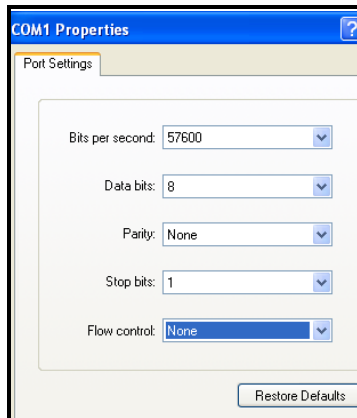 COM1 Properties
?
Port Settings
Bits per second: 57600
Data bits: 8
Parity: None
Stop bits: 1
Flow control: None
Restore Defaults